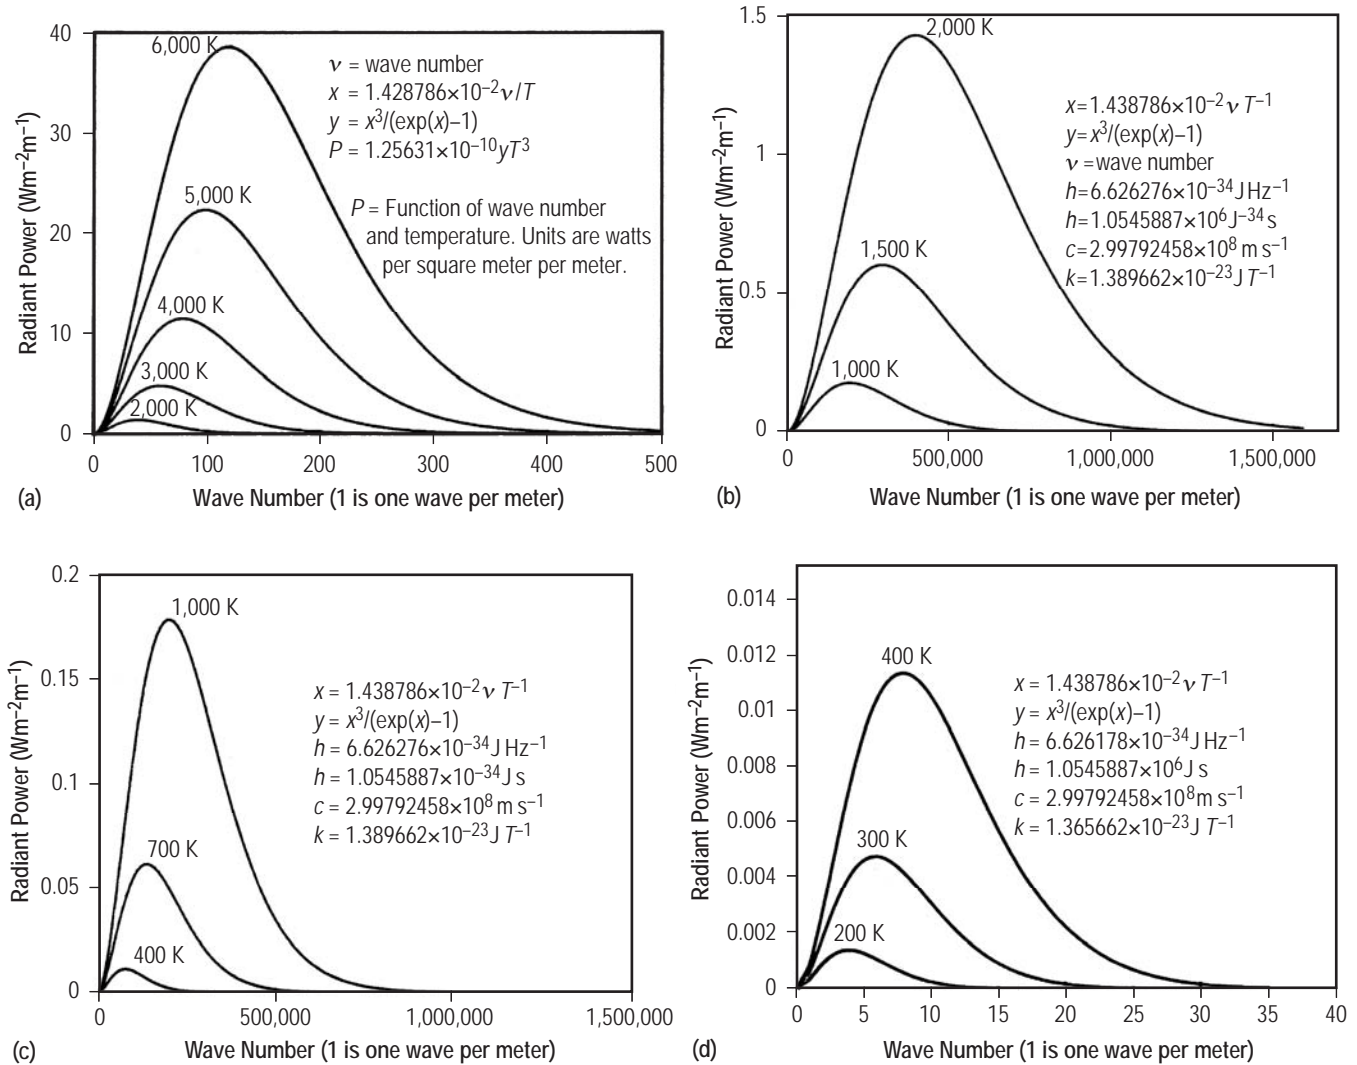 40
30
20
10
0
0
100
200
300
400
500
Radiant Power (Wm⁻²m⁻¹)
Wave Number (1 is one wave per meter)
(a)
6,000 K
5,000 K
4,000 K
3,000 K
2,000 K
ν = wave number
x = 1.428786×10⁻²ν/T
y = x³/(exp(x)–1)
P = 1.25631×10⁻¹⁰yT³
P = Function of wave number
and temperature. Units are watts
per square meter per meter.
1.5
1
0.5
0
0
500,000
1,000,000
1,500,000
Radiant Power (Wm⁻²m⁻¹)
Wave Number (1 is one wave per meter)
(b)
2,000 K
1,500 K
1,000 K
x=1.438786×10⁻²ν T⁻¹
y=x³/(exp(x)–1)
ν=wave number
h=6.626276×10⁻³⁴J Hz⁻¹
h=1.0545887×10⁶ J⁻³⁴s
c=2.99792458×10⁸ m s⁻¹
k=1.389662×10⁻²³J T⁻¹
0.2
0.15
0.1
0.05
0
0
500,000
1,000,000
1,500,000
Radiant Power (Wm⁻²m⁻¹)
Wave Number (1 is one wave per meter)
(c)
1,000 K
700 K
400 K
x = 1.438786×10⁻²ν T⁻¹
y = x³/(exp(x)–1)
h = 6.626276×10⁻³⁴J Hz⁻¹
h = 1.0545887×10⁻³⁴J s
c = 2.99792458×10⁸ m s⁻¹
k = 1.389662×10⁻²³J T⁻¹
0.014
0.012
0.01
0.008
0.006
0.004
0.002
0
0
5
10
15
20
25
30
35
40
Radiant Power (Wm⁻²m⁻¹)
Wave Number (1 is one wave per meter)
(d)
400 K
300 K
200 K
x = 1.438786×10⁻²ν T⁻¹
y = x³/(exp(x)–1)
h = 6.626178×10⁻³⁴J Hz⁻¹
h = 1.0545887×10⁶J s
c = 2.99792458×10⁸m s⁻¹
k = 1.365662×10⁻²³J T⁻¹